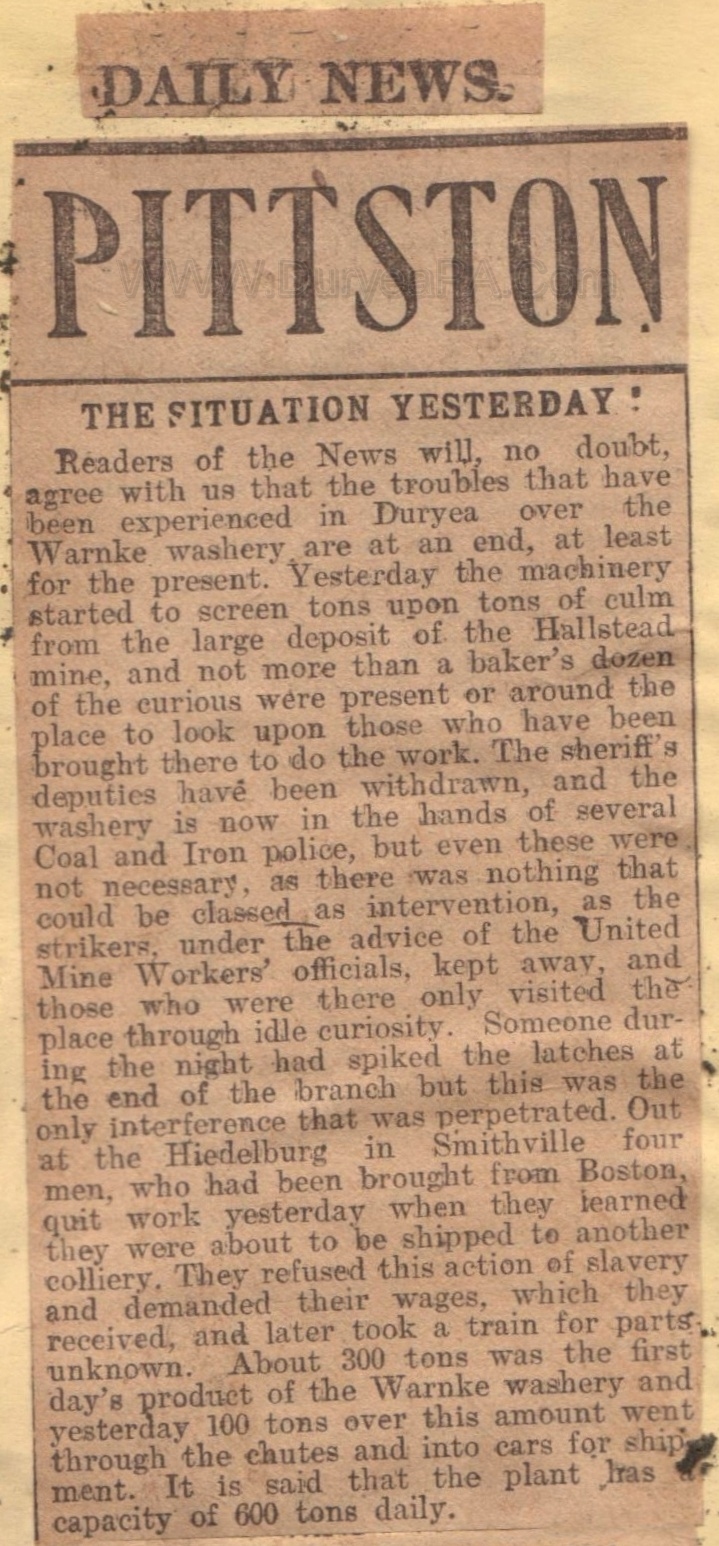 DAILY NEWS.
PITTSTON
WWW.DuryeaPA.Com
THE SITUATION YESTERDAY:
Readers of the News will, no doubt,
agree with us that the troubles that have
been experienced in Duryea over the
Warnke washery are at an end, at least
for the present. Yesterday the machinery
started to screen tons upon tons of culm
from the large deposit of the Hallstead
mine, and not more than a baker's dozen
of the curious were present or around the
place to look upon those who have been
brought there to do the work. The sheriff's
deputies have been withdrawn, and the
washery is now in the hands of several
Coal and Iron police, but even these were
not necessary, as there was nothing that
could be classed as intervention, as the
strikers, under the advice of the United
Mine Workers' officials, kept away, and
those who were there only visited the
place through idle curiosity. Someone dur-
ing the night had spiked the latches at
the end of the branch but this was the
only interference that was perpetrated. Out
at the Hiedelburg in Smithville four
men, who had been brought from Boston,
quit work yesterday when they learned
they were about to be shipped to another
colliery. They refused this action of slavery
and demanded their wages, which they
received, and later took a train for parts
unknown. About 300 tons was the first
day's product of the Warnke washery and
yesterday 100 tons over this amount went
through the chutes and into cars for ship-
ment. It is said that the plant has a
capacity of 600 tons daily.